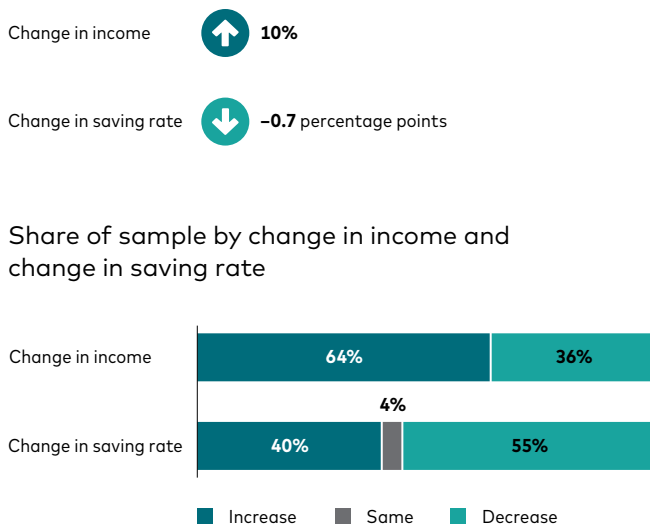 Change in income 10%
Change in saving rate –0.7 percentage points
Share of sample by change in income and
change in saving rate
Change in income 64% 36%
4%
Change in saving rate 40% 55%
Increase Same Decrease